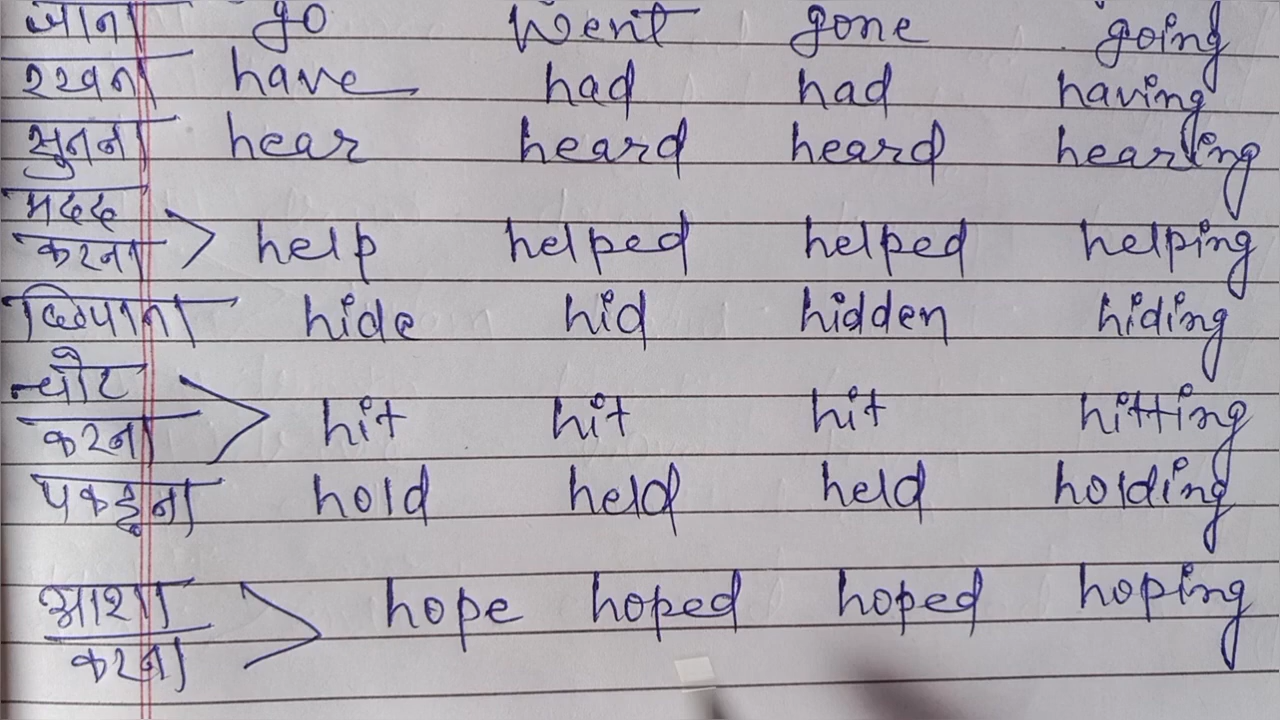 जाना go went gone going
रखना have had had having
सुनना hear heard heard hearing
मदद
करना > help helped helped helping
छिपाना hide hid hidden hiding
चोट
करना > hit hit hit hitting
पकड़ना hold held held holding
आशा
करना > hope hoped hoped hoping